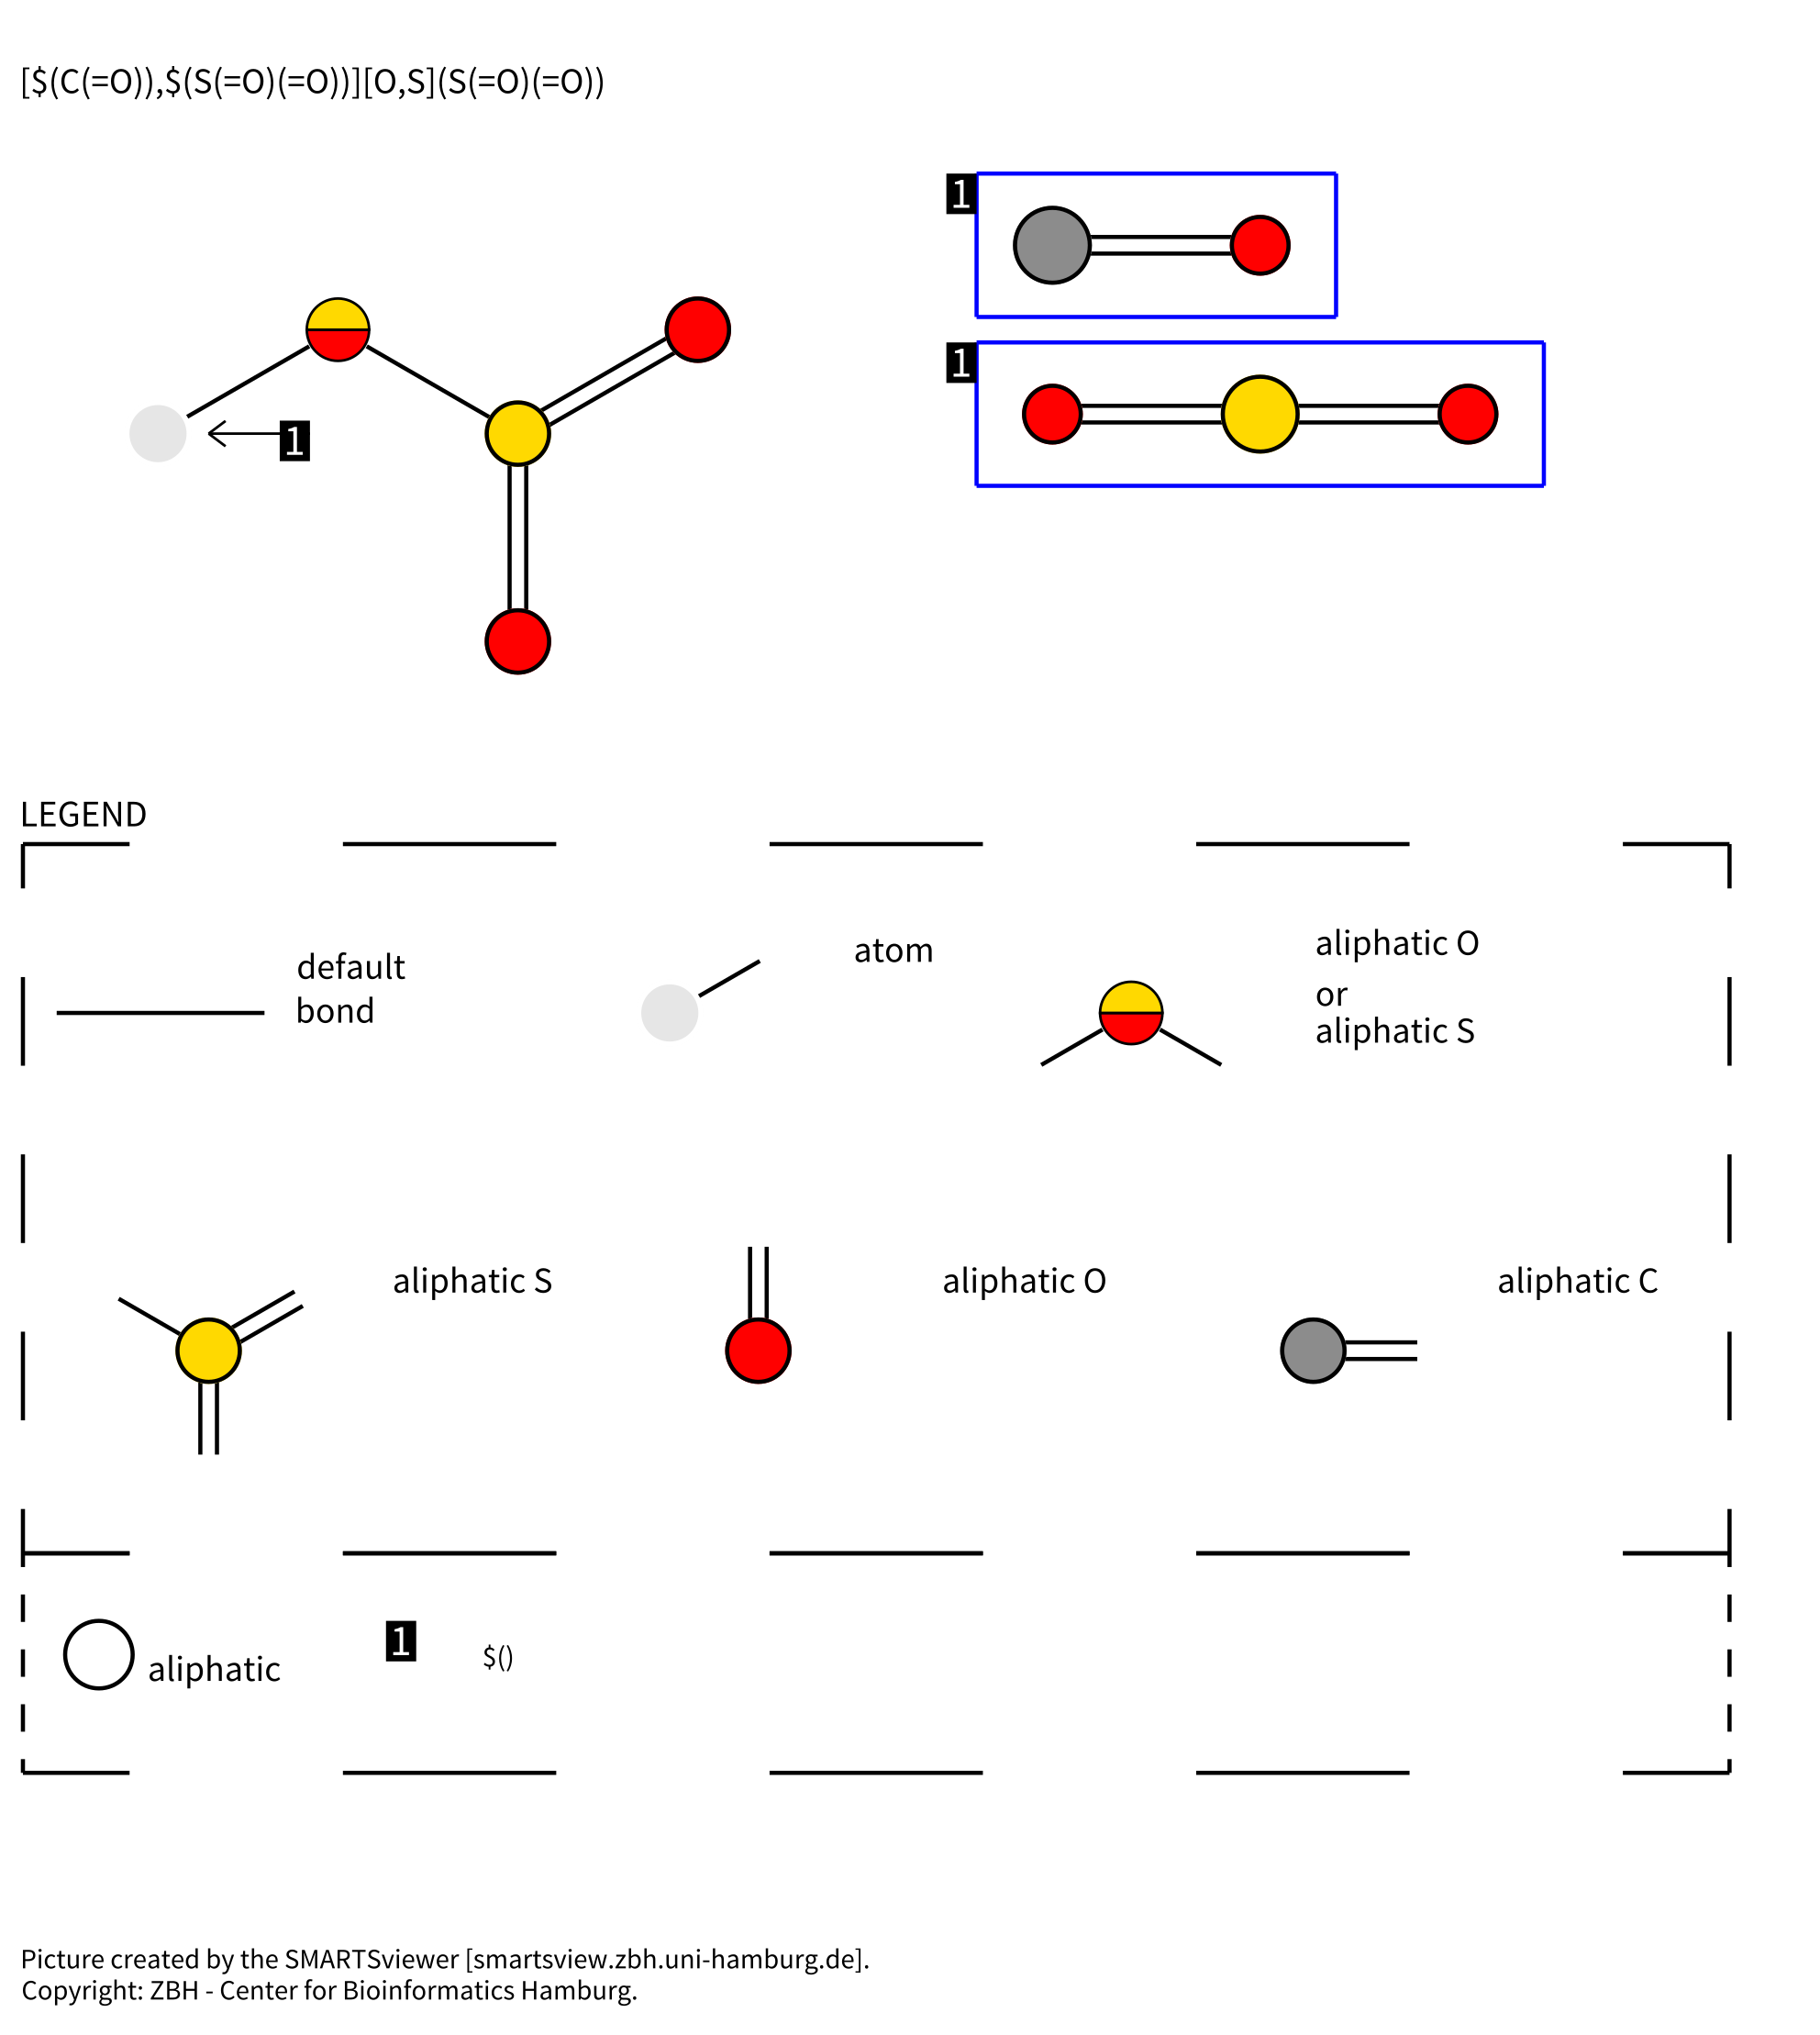 [$(C(=O)),$(S(=O)(=O))][O,S](S(=O)(=O))
1
1
1
LEGEND
default
bond
atom
aliphatic O
or
aliphatic S
aliphatic S
aliphatic O
aliphatic C
aliphatic
1
$()
Picture created by the SMARTSviewer [smartsview.zbh.uni-hamburg.de].
Copyright: ZBH - Center for Bioinformatics Hamburg.